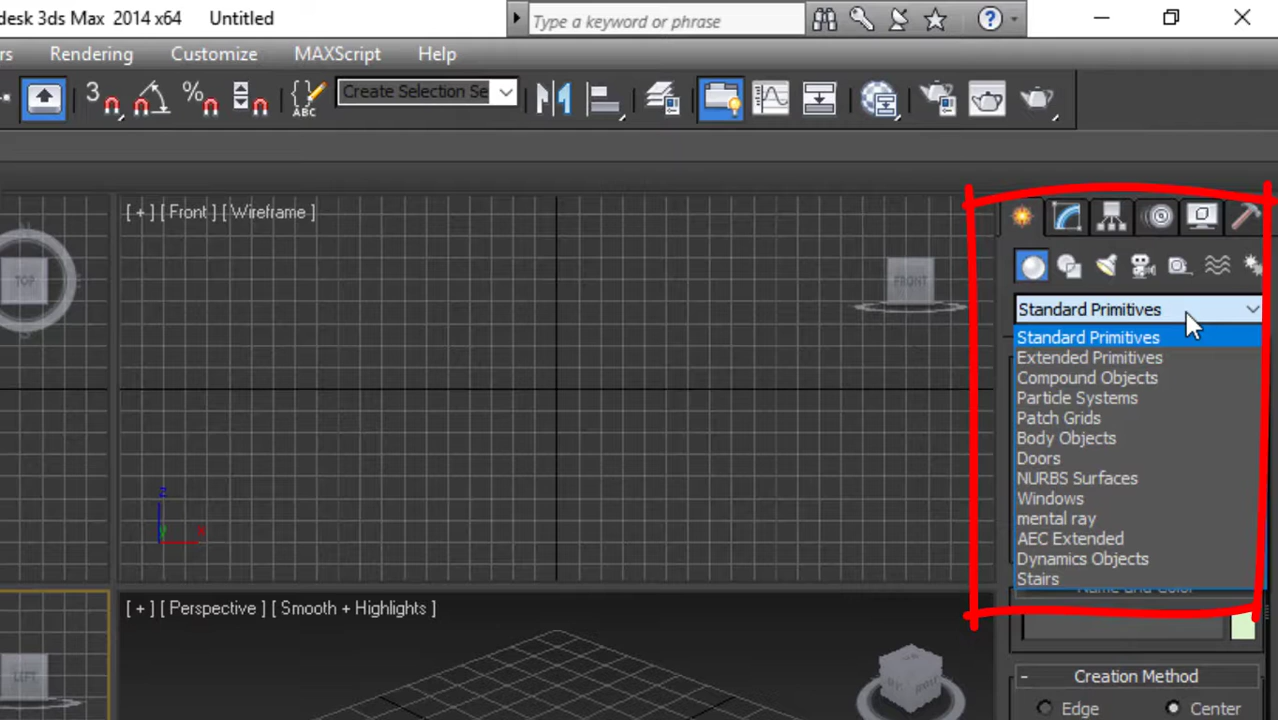 desk 3ds Max 2014 x64 Untitled
Type a keyword or phrase
rs Rendering Customize MAXScript Help
3 % ABC Create Selection Se
[ + ] [ Front ] [ Wireframe ]
TOP
FRONT
Standard Primitives
Standard Primitives
Extended Primitives
Compound Objects
Particle Systems
Patch Grids
Body Objects
Doors
NURBS Surfaces
Windows
mental ray
AEC Extended
Dynamics Objects
Stairs
z
x
y
Name and Color
[ + ] [ Perspective ] [ Smooth + Highlights ]
LEFT
- Creation Method
Edge Center